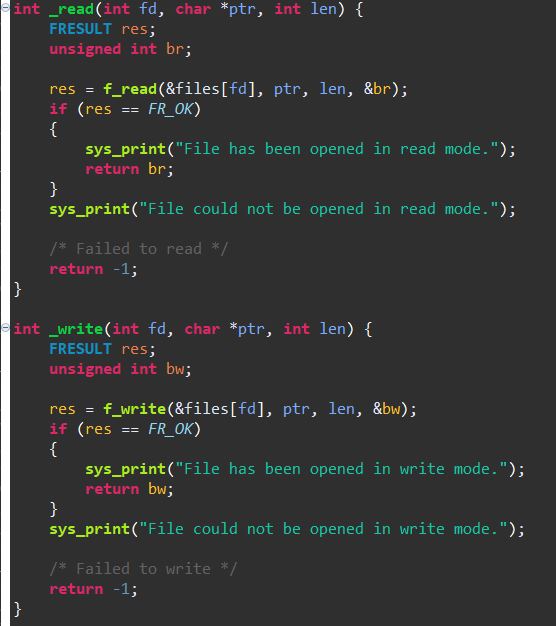 int _read(int fd, char *ptr, int len) {
    FRESULT res;
    unsigned int br;

    res = f_read(&files[fd], ptr, len, &br);
    if (res == FR_OK)
    {
        sys_print("File has been opened in read mode.");
        return br;
    }
    sys_print("File could not be opened in read mode.");

    /* Failed to read */
    return -1;
}

int _write(int fd, char *ptr, int len) {
    FRESULT res;
    unsigned int bw;

    res = f_write(&files[fd], ptr, len, &bw);
    if (res == FR_OK)
    {
        sys_print("File has been opened in write mode.");
        return bw;
    }
    sys_print("File could not be opened in write mode.");

    /* Failed to write */
    return -1;
}